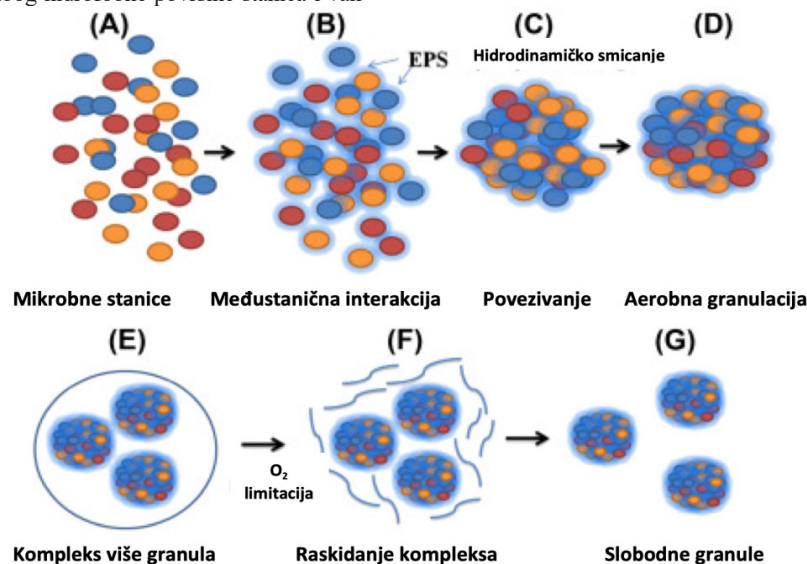 (A) (B) (C) (D)
EPS
Hidrodinamičko smicanje
Mikrobne stanice Međustanična interakcija Povezivanje Aerobna granulacija
(E) (F) (G)
O₂
limitacija
Kompleks više granula Raskidanje kompleksa Slobodne granule